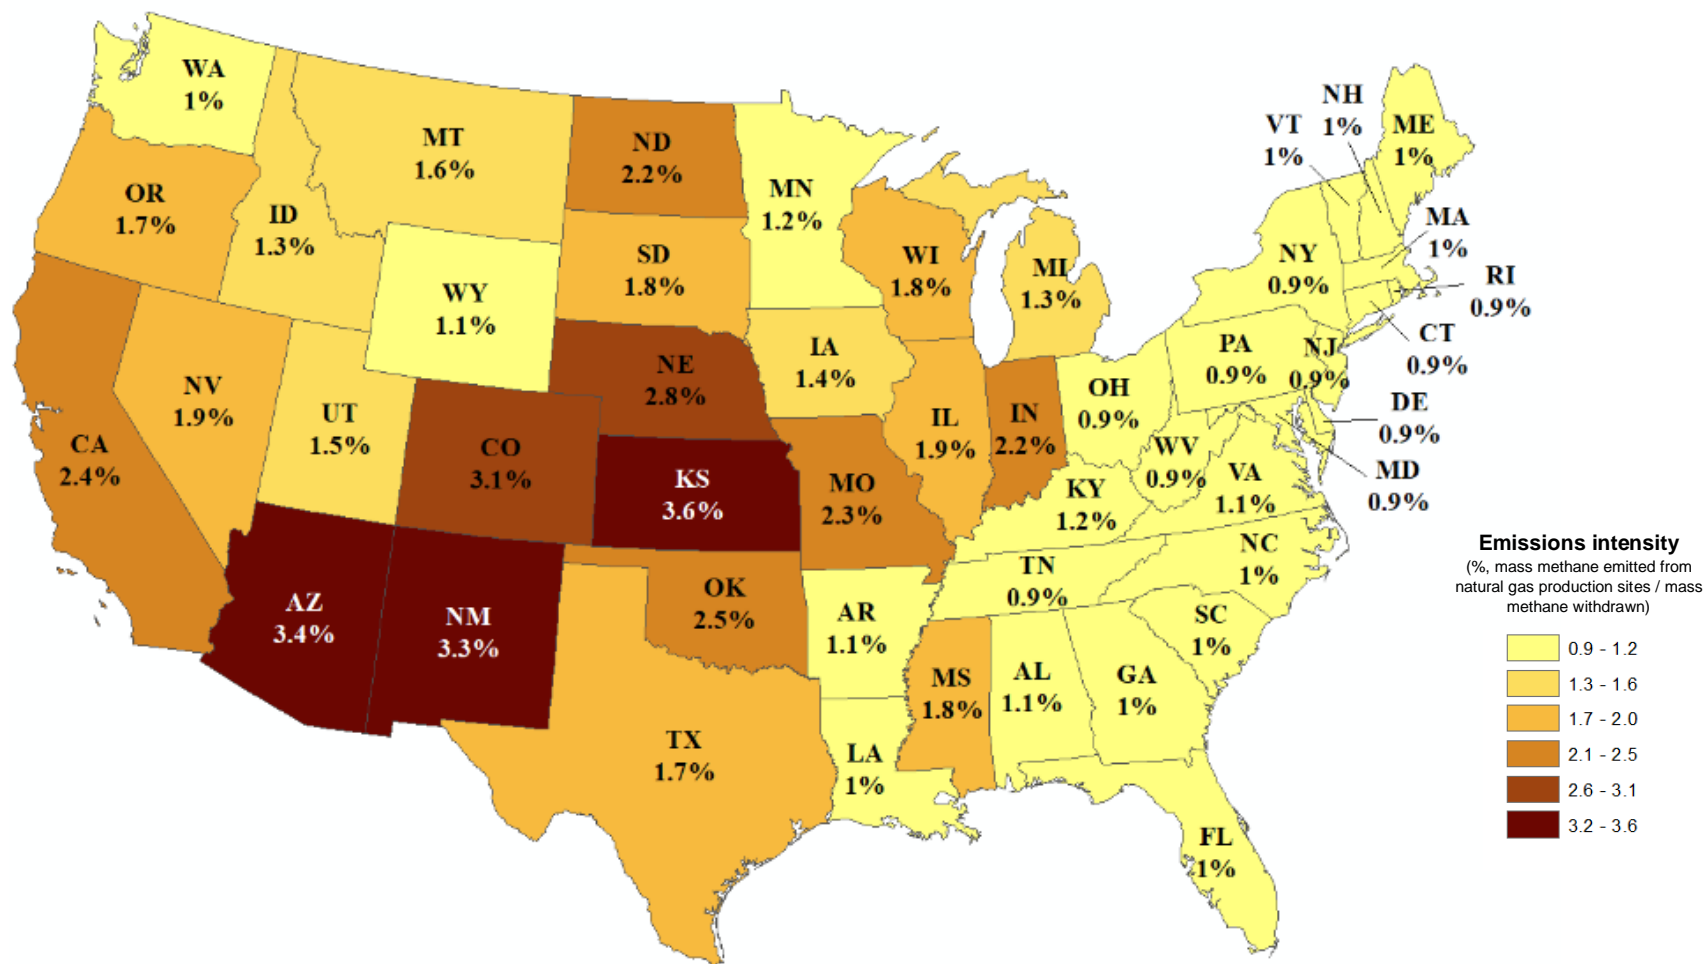 WA
1%
OR
1.7%
CA
2.4%
NV
1.9%
ID
1.3%
MT
1.6%
WY
1.1%
UT
1.5%
AZ
3.4%
CO
3.1%
NM
3.3%
ND
2.2%
SD
1.8%
NE
2.8%
KS
3.6%
OK
2.5%
TX
1.7%
MN
1.2%
IA
1.4%
MO
2.3%
AR
1.1%
LA
1%
WI
1.8%
IL
1.9%
MI
1.3%
IN
2.2%
OH
0.9%
KY
1.2%
TN
0.9%
MS
1.8%
AL
1.1%
GA
1%
FL
1%
SC
1%
NC
1%
VA
1.1%
WV
0.9%
PA
0.9%
NY
0.9%
NJ
0.9%
VT
1%
NH
1%
ME
1%
MA
1%
RI
0.9%
CT
0.9%
DE
0.9%
MD
0.9%
Emissions intensity
(%, mass methane emitted from
natural gas production sites / mass
methane withdrawn)
0.9 - 1.2
1.3 - 1.6
1.7 - 2.0
2.1 - 2.5
2.6 - 3.1
3.2 - 3.6